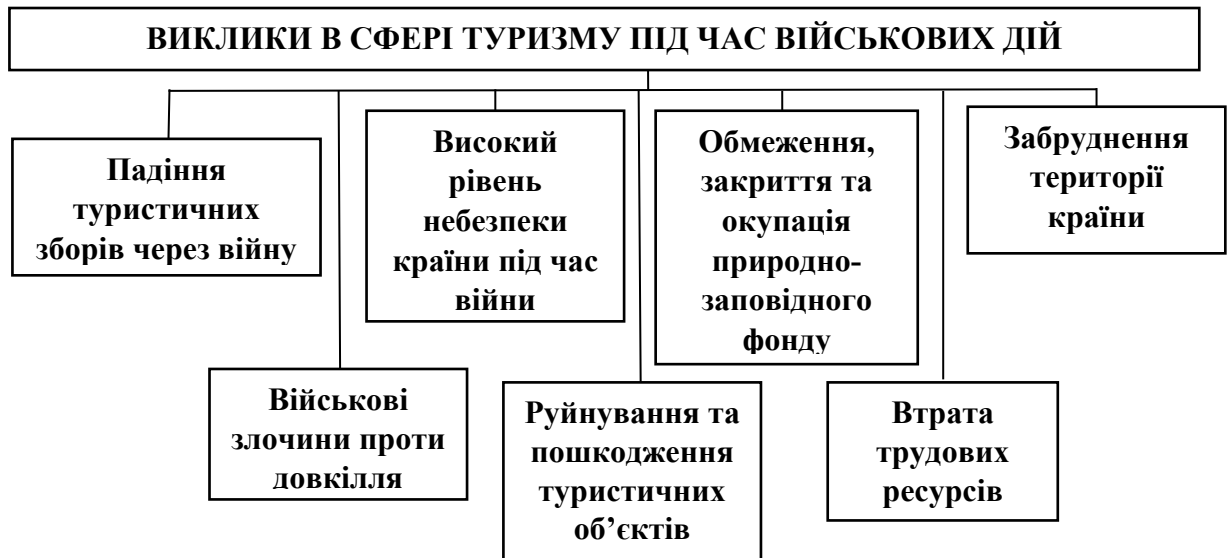 ВИКЛИКИ В СФЕРІ ТУРИЗМУ ПІД ЧАС ВІЙСЬКОВИХ ДІЙ
Падіння
туристичних
зборів через війну
Високий
рівень
небезпеки
країни під час
війни
Обмеження,
закриття та
окупація
природно-
заповідного
фонду
Забруднення
території
країни
Військові
злочини проти
довкілля
Руйнування та
пошкодження
туристичних
об’єктів
Втрата
трудових
ресурсів